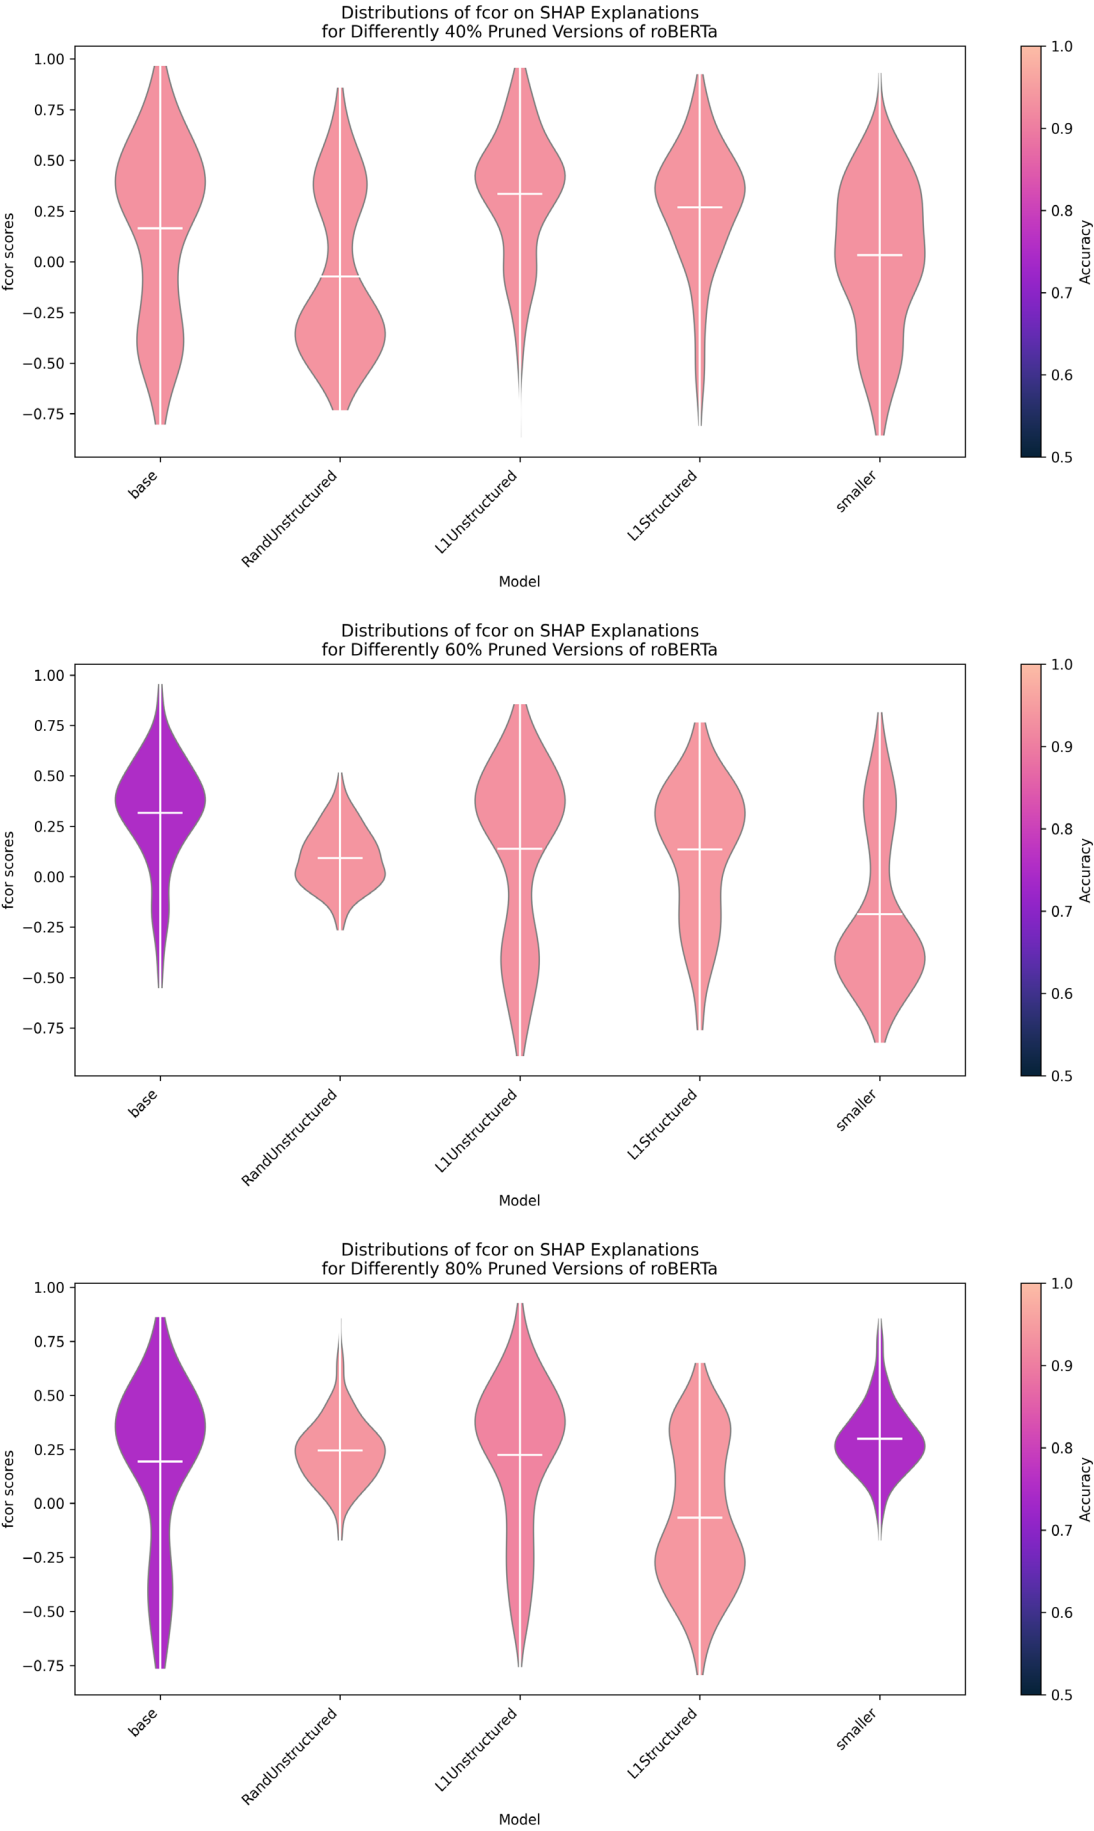 Distributions of fcor on SHAP Explanations
for Differently 40% Pruned Versions of roBERTa
1.00
0.75
0.50
0.25
0.00
−0.25
−0.50
−0.75
fcor scores
base
RandUnstructured
L1Unstructured
L1Structured
smaller
Model
1.0
0.9
0.8
0.7
0.6
0.5
Accuracy
Distributions of fcor on SHAP Explanations
for Differently 60% Pruned Versions of roBERTa
1.00
0.75
0.50
0.25
0.00
−0.25
−0.50
−0.75
fcor scores
base
RandUnstructured
L1Unstructured
L1Structured
smaller
Model
1.0
0.9
0.8
0.7
0.6
0.5
Accuracy
Distributions of fcor on SHAP Explanations
for Differently 80% Pruned Versions of roBERTa
1.00
0.75
0.50
0.25
0.00
−0.25
−0.50
−0.75
fcor scores
base
RandUnstructured
L1Unstructured
L1Structured
smaller
Model
1.0
0.9
0.8
0.7
0.6
0.5
Accuracy